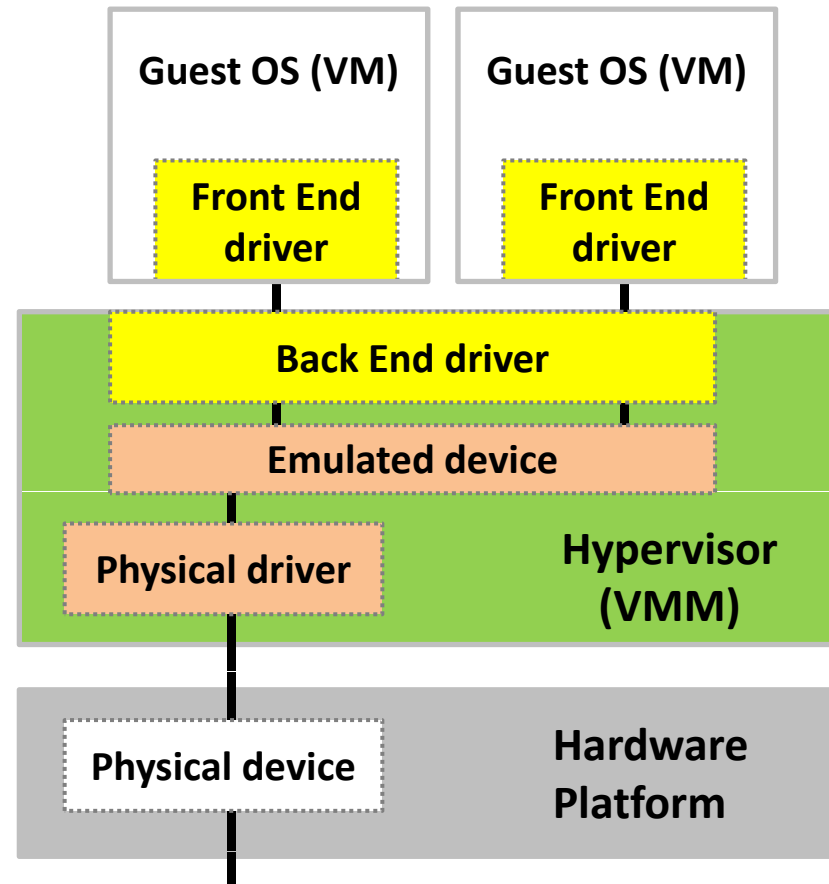 Guest OS (VM)
Guest OS (VM)
Front End
driver
Front End
driver
Back End driver
Emulated device
Physical driver
Hypervisor
(VMM)
Physical device
Hardware
Platform